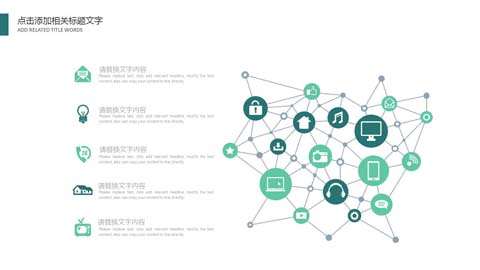 点击添加相关标题文字
ADD RELATED TITLE WORDS
请替换文字内容
Please replace text, click add relevant headline, modify the text
content, also can copy your content to this directly.
请替换文字内容
Please replace text, click add relevant headline, modify the text
content, also can copy your content to this directly.
请替换文字内容
Please replace text, click add relevant headline, modify the text
content, also can copy your content to this directly.
请替换文字内容
Please replace text, click add relevant headline, modify the text
content, also can copy your content to this directly.
请替换文字内容
Please replace text, click add relevant headline, modify the text
content, also can copy your content to this directly.